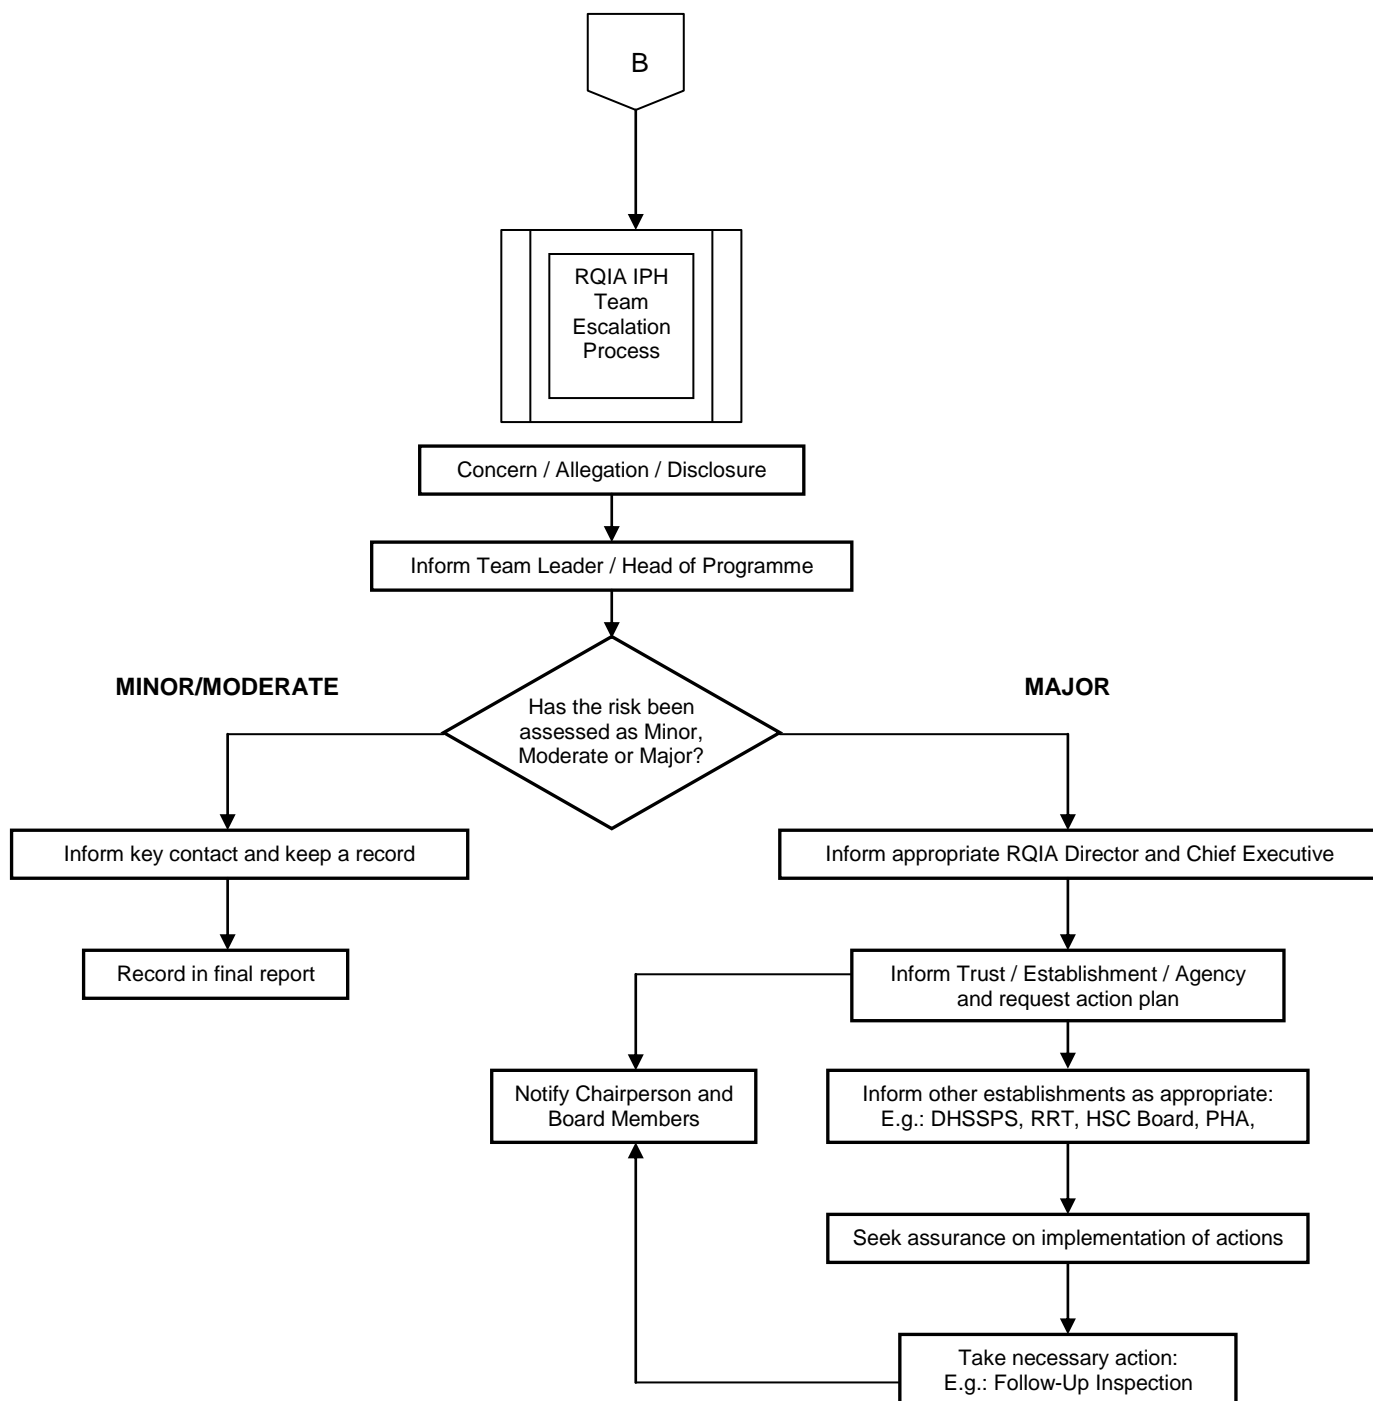 B
RQIA IPH
Team
Escalation
Process
Concern / Allegation / Disclosure
Inform Team Leader / Head of Programme
MINOR/MODERATE
MAJOR
Has the risk been
assessed as Minor,
Moderate or Major?
Inform key contact and keep a record
Inform appropriate RQIA Director and Chief Executive
Record in final report
Inform Trust / Establishment / Agency
and request action plan
Notify Chairperson and
Board Members
Inform other establishments as appropriate:
E.g.: DHSSPS, RRT, HSC Board, PHA,
Seek assurance on implementation of actions
Take necessary action:
E.g.: Follow-Up Inspection